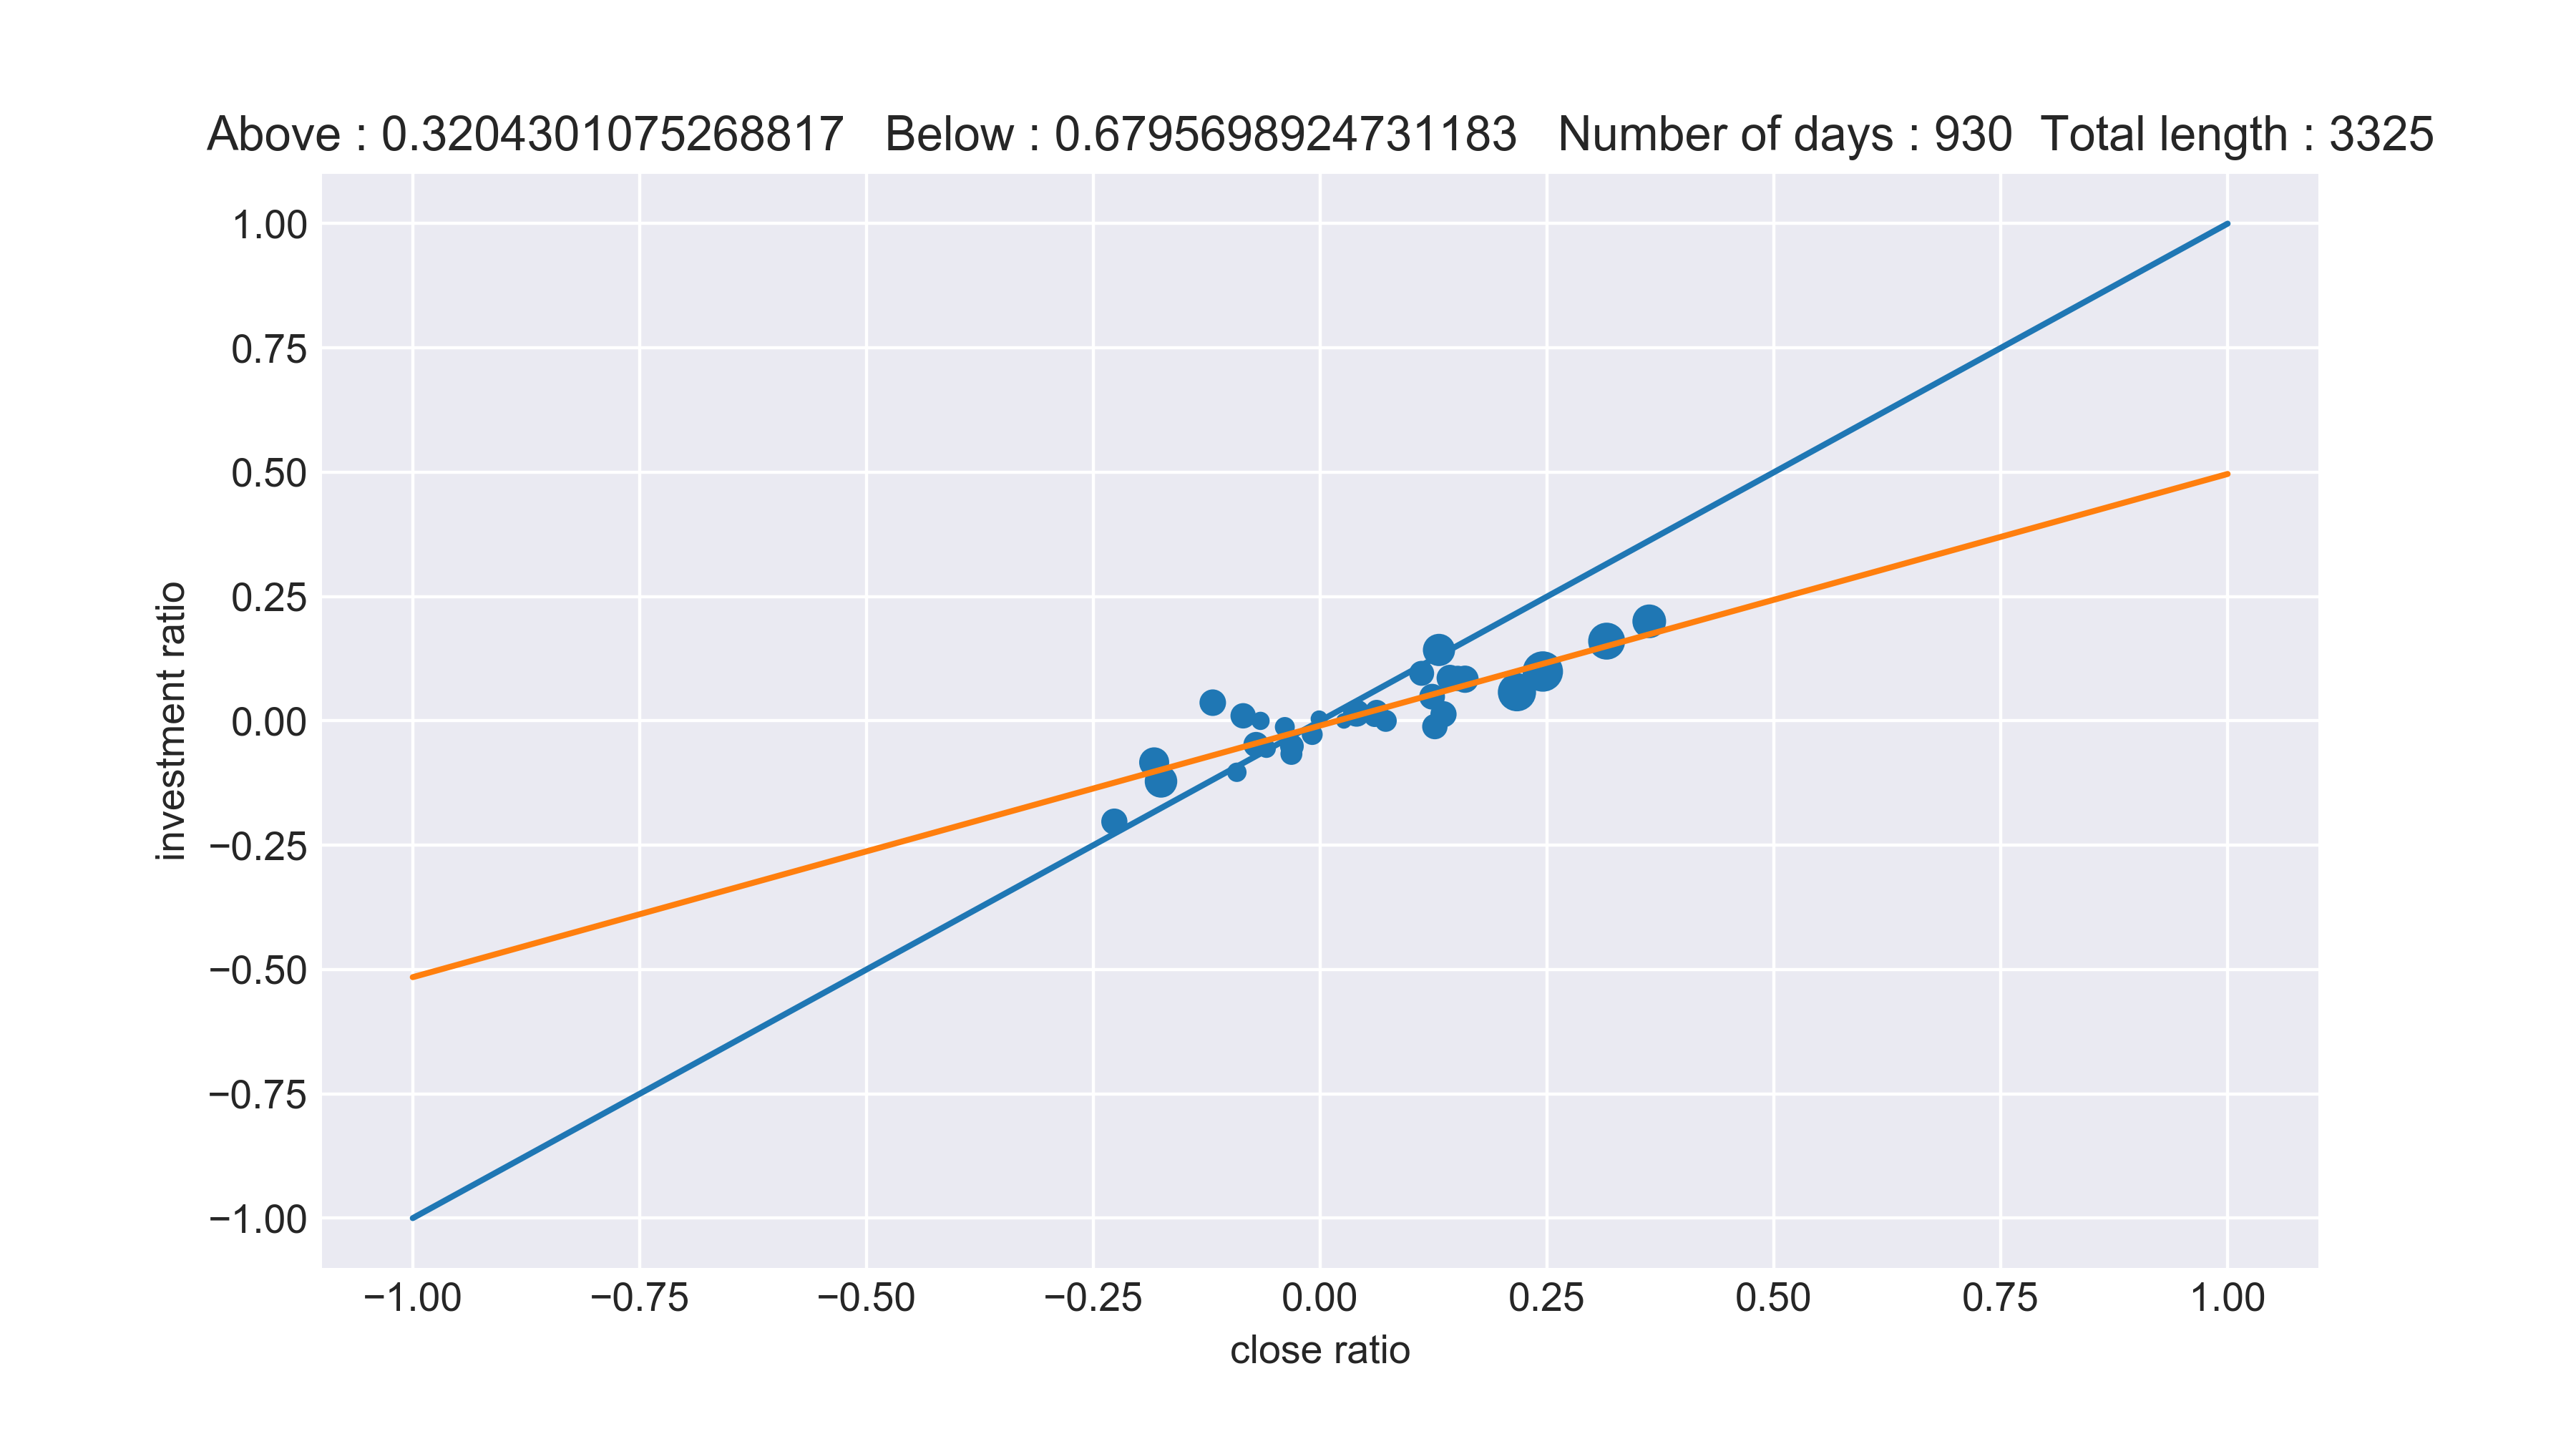 Above : 0.3204301075268817   Below : 0.6795698924731183   Number of days : 930  Total length : 3325
1.00
0.75
0.50
0.25
0.00
−0.25
−0.50
−0.75
−1.00
investment ratio
−1.00 −0.75 −0.50 −0.25 0.00 0.25 0.50 0.75 1.00
close ratio